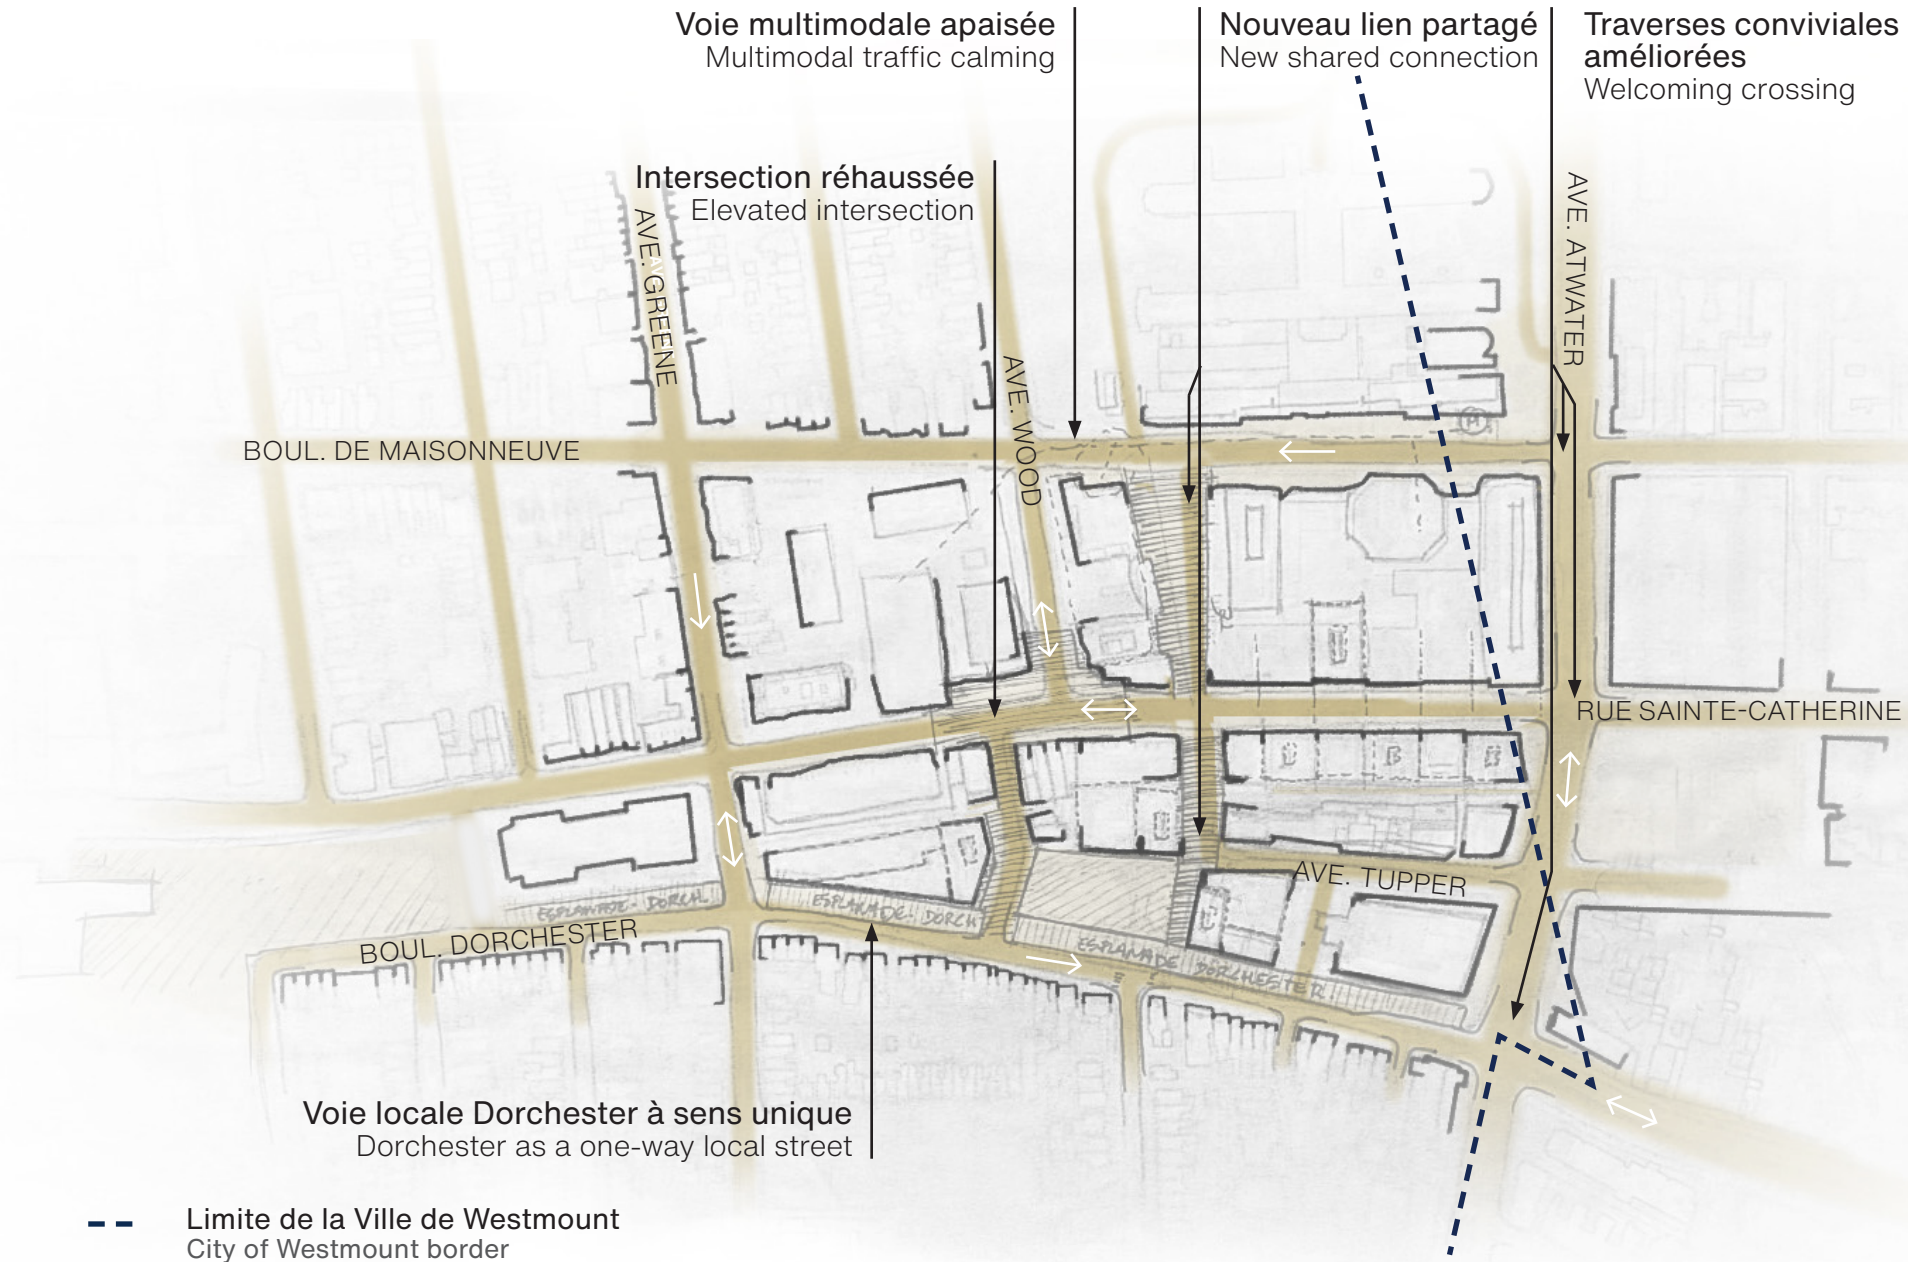 Voie multimodale apaisée
Multimodal traffic calming
Nouveau lien partagé
New shared connection
Traverses conviviales
améliorées
Welcoming crossing
Intersection réhaussée
Elevated intersection
AVE. GREENE
AVE. WOOD
AVE. ATWATER
BOUL. DE MAISONNEUVE
M
RUE SAINTE-CATHERINE
AVE. TUPPER
ESPLANADE DORCH
ESPLANADE DORCH
ESPLANADE DORCHESTER
BOUL. DORCHESTER
Voie locale Dorchester à sens unique
Dorchester as a one-way local street
Limite de la Ville de Westmount
City of Westmount border